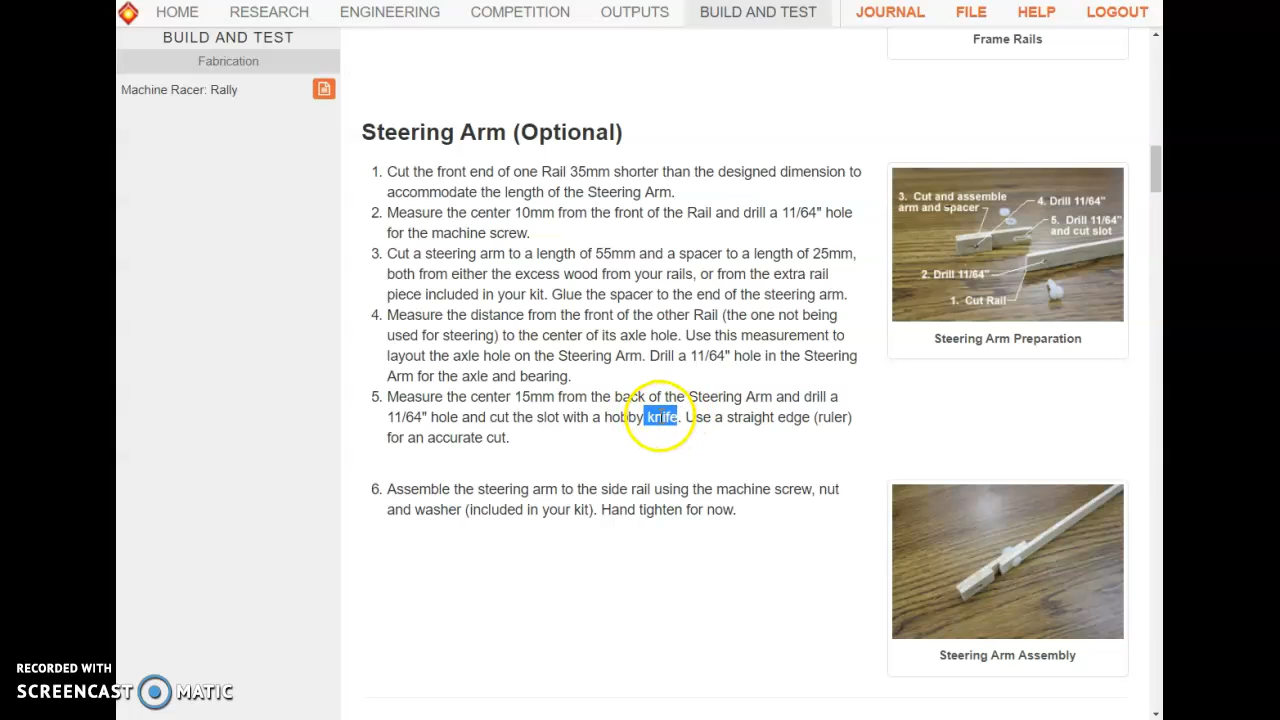 HOME RESEARCH ENGINEERING COMPETITION OUTPUTS BUILD AND TEST JOURNAL FILE HELP LOGOUT
BUILD AND TEST
Fabrication
Machine Racer: Rally
Frame Rails
Steering Arm (Optional)
1. Cut the front end of one Rail 35mm shorter than the designed dimension to
accommodate the length of the Steering Arm.
2. Measure the center 10mm from the front of the Rail and drill a 11/64" hole
for the machine screw.
3. Cut a steering arm to a length of 55mm and a spacer to a length of 25mm,
both from either the excess wood from your rails, or from the extra rail
piece included in your kit. Glue the spacer to the end of the steering arm.
4. Measure the distance from the front of the other Rail (the one not being
used for steering) to the center of its axle hole. Use this measurement to
layout the axle hole on the Steering Arm. Drill a 11/64" hole in the Steering
Arm for the axle and bearing.
5. Measure the center 15mm from the back of the Steering Arm and drill a
11/64" hole and cut the slot with a hobby knife. Use a straight edge (ruler)
for an accurate cut.
3. Cut and assemble
arm and spacer
4. Drill 11/64"
5. Drill 11/64"
and cut slot
2. Drill 11/64"
1. Cut Rail
Steering Arm Preparation
6. Assemble the steering arm to the side rail using the machine screw, nut
and washer (included in your kit). Hand tighten for now.
Steering Arm Assembly
RECORDED WITH
SCREENCAST MATIC